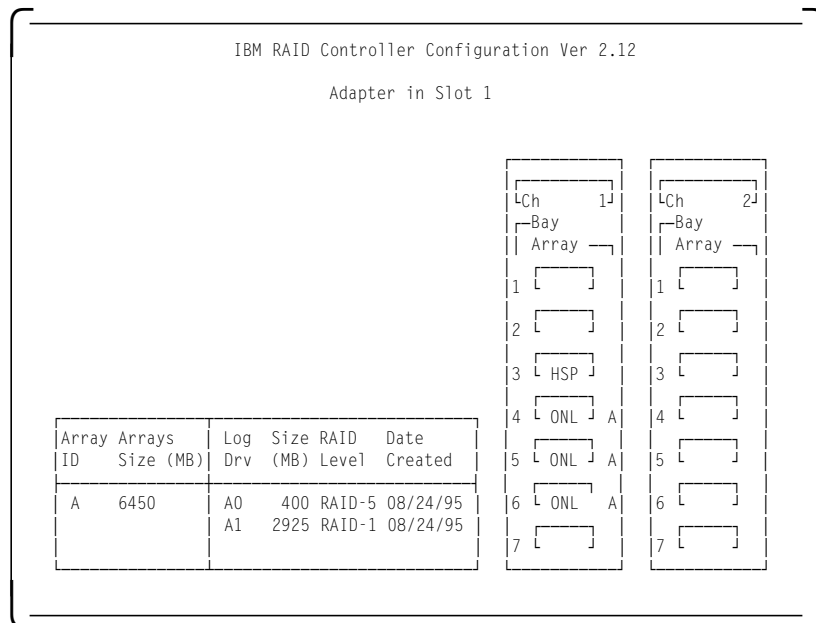 IBM RAID Controller Configuration Ver 2.12
Adapter in Slot 1
Ch 1 Ch 2
Bay Bay
Array Array
1 1
2 2
3 HSP 3
4 ONL A 4
Array Arrays Log Size RAID Date
ID Size (MB) Drv (MB) Level Created
5 ONL A 5
A 6450 A0 400 RAID-5 08/24/95
6 ONL A 6
A1 2925 RAID-1 08/24/95
7 7